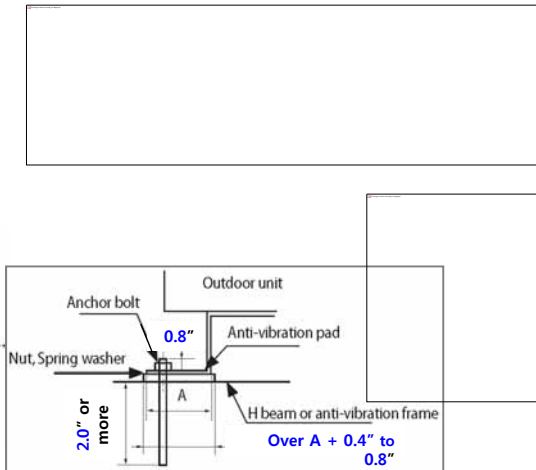 Outdoor unit
Anchor bolt
0.8"
Anti-vibration pad
Nut, Spring washer
A
2.0" or
more
H beam or anti-vibration frame
Over A + 0.4" to
0.8"